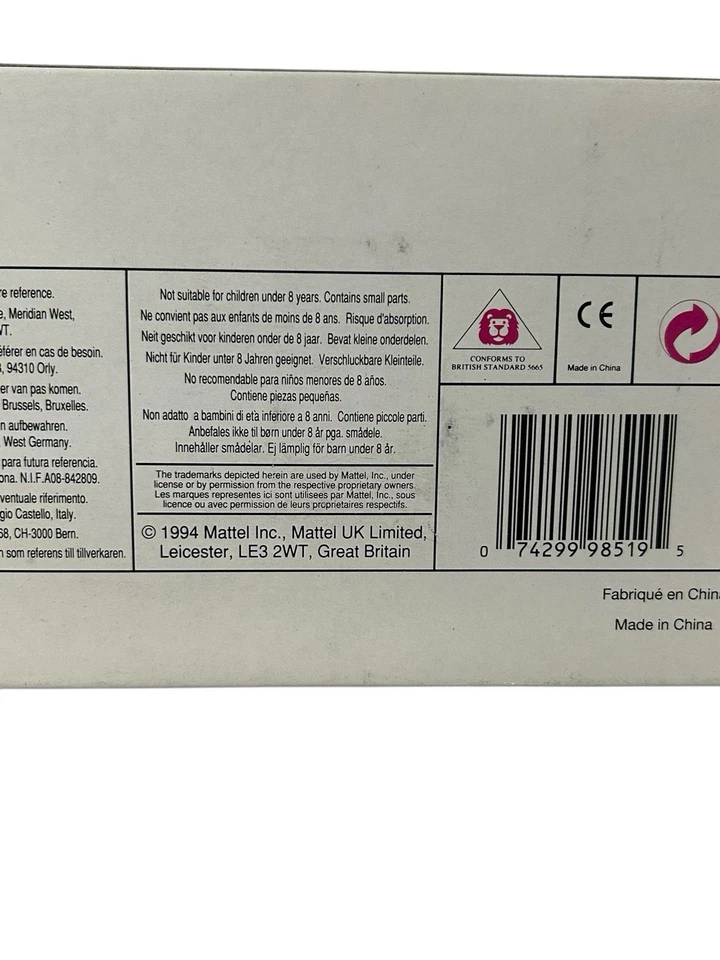 re reference.
e, Meridian West,
WT.
éférer en cas de besoin.
3, 94310 Orly.
er van pas komen.
Brussels, Bruxelles.
n aufbewahren.
West Germany.
para futura referencia.
ona. N.I.F.A08-842809.
ventuale riferimento.
gio Castello, Italy.
68, CH-3000 Bern.
n som referens till tillverkaren.
Not suitable for children under 8 years. Contains small parts.
Ne convient pas aux enfants de moins de 8 ans. Risque d'absorption.
Neit geschikt voor kinderen onder de 8 jaar. Bevat kleine onderdelen.
Nicht für Kinder unter 8 Jahren geeignet. Verschluckbare Kleinteile.
No recomendable para niños menores de 8 años.
Contiene piezas pequeñas.
Non adatto a bambini di età inferiore a 8 anni. Contiene piccole parti.
Anbefales ikke til børn under 8 år pga. smådele.
Innehåller smådelar. Ej lämplig för barn under 8 år.
The trademarks depicted herein are used by Mattel, Inc., under
license or by permission from the respective proprietary owners.
Les marques representes ici sont utilisees par Mattel, Inc., sous
licence ou avec permission de leurs proprietaires respectifs.
© 1994 Mattel Inc., Mattel UK Limited,
Leicester, LE3 2WT, Great Britain
CONFORMS TO
BRITISH STANDARD 5665
CE
Made in China
0 74299 98519 5
Fabriqué en China
Made in China